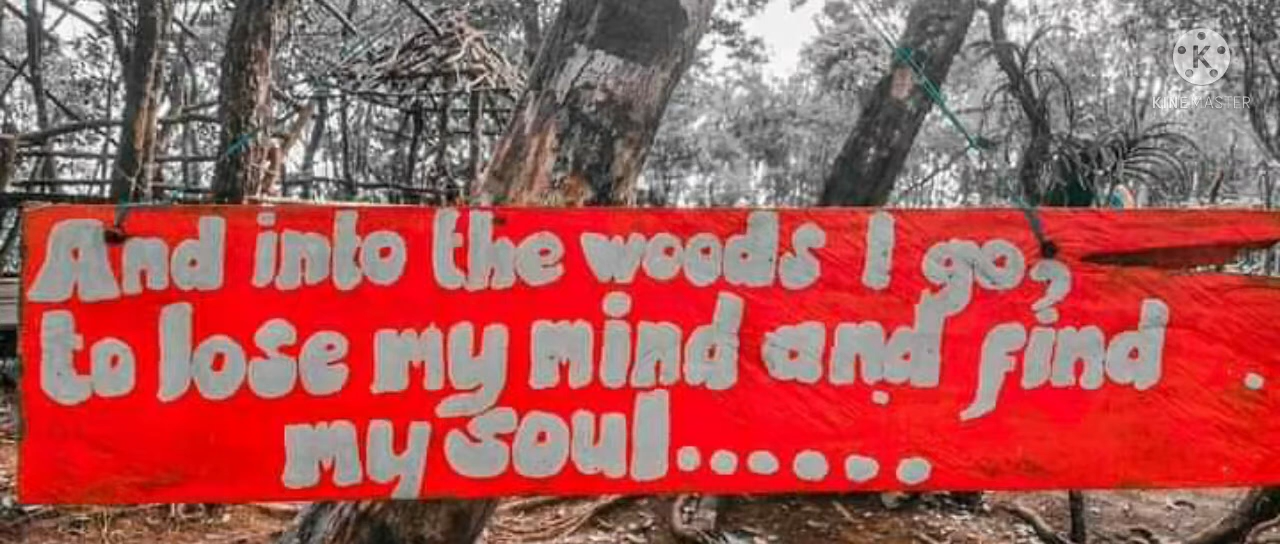 And into the woods I go,
to lose my mind and find
my soul......
K
KINEMASTER